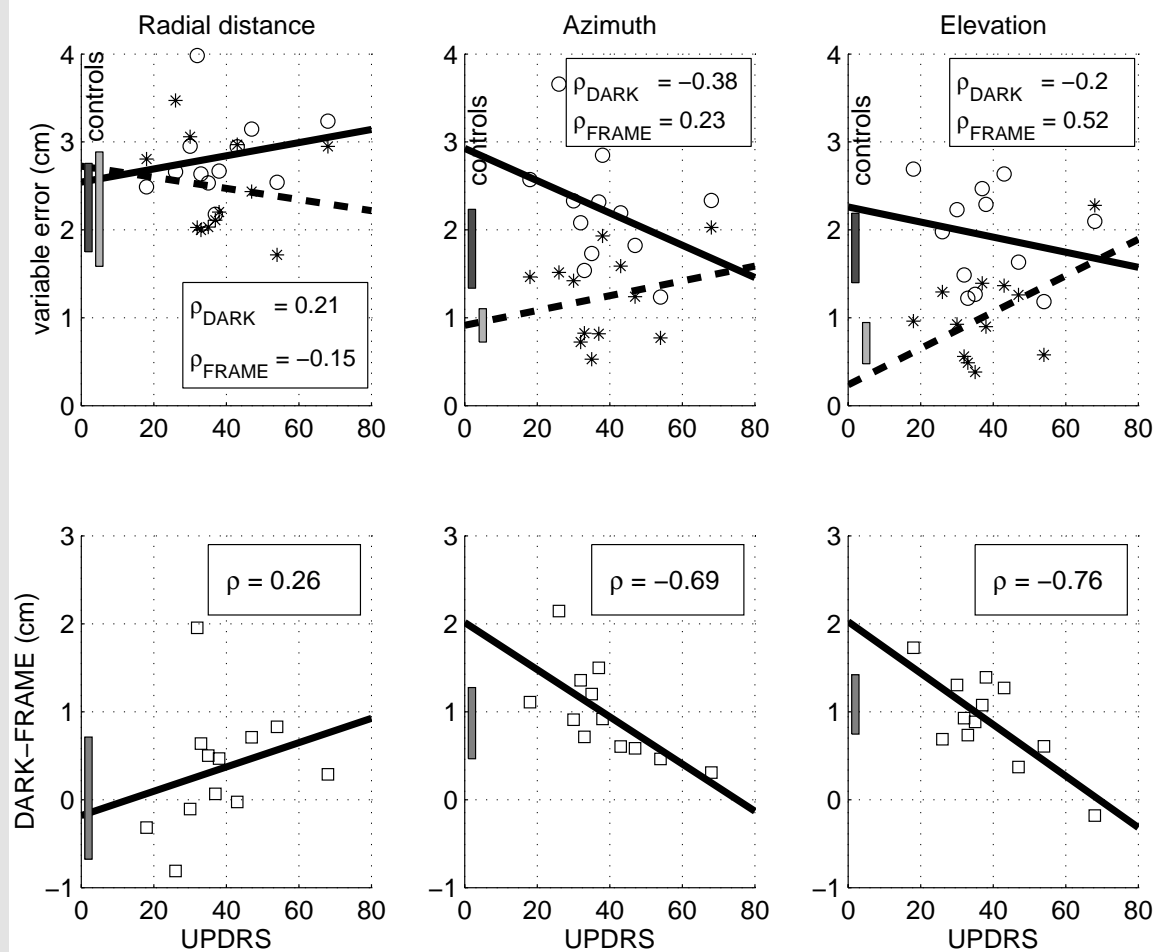 Radial distance
Azimuth
Elevation
variable error (cm)
4
3
2
1
0
controls
ρDARK = 0.21
ρFRAME = −0.15
0 20 40 60 80
4
3
2
1
0
controls
ρDARK = −0.38
ρFRAME = 0.23
0 20 40 60 80
4
3
2
1
0
controls
ρDARK = −0.2
ρFRAME = 0.52
0 20 40 60 80
DARK−FRAME (cm)
3
2
1
0
−1
ρ = 0.26
0 20 40 60 80
UPDRS
3
2
1
0
−1
ρ = −0.69
0 20 40 60 80
UPDRS
3
2
1
0
−1
ρ = −0.76
0 20 40 60 80
UPDRS